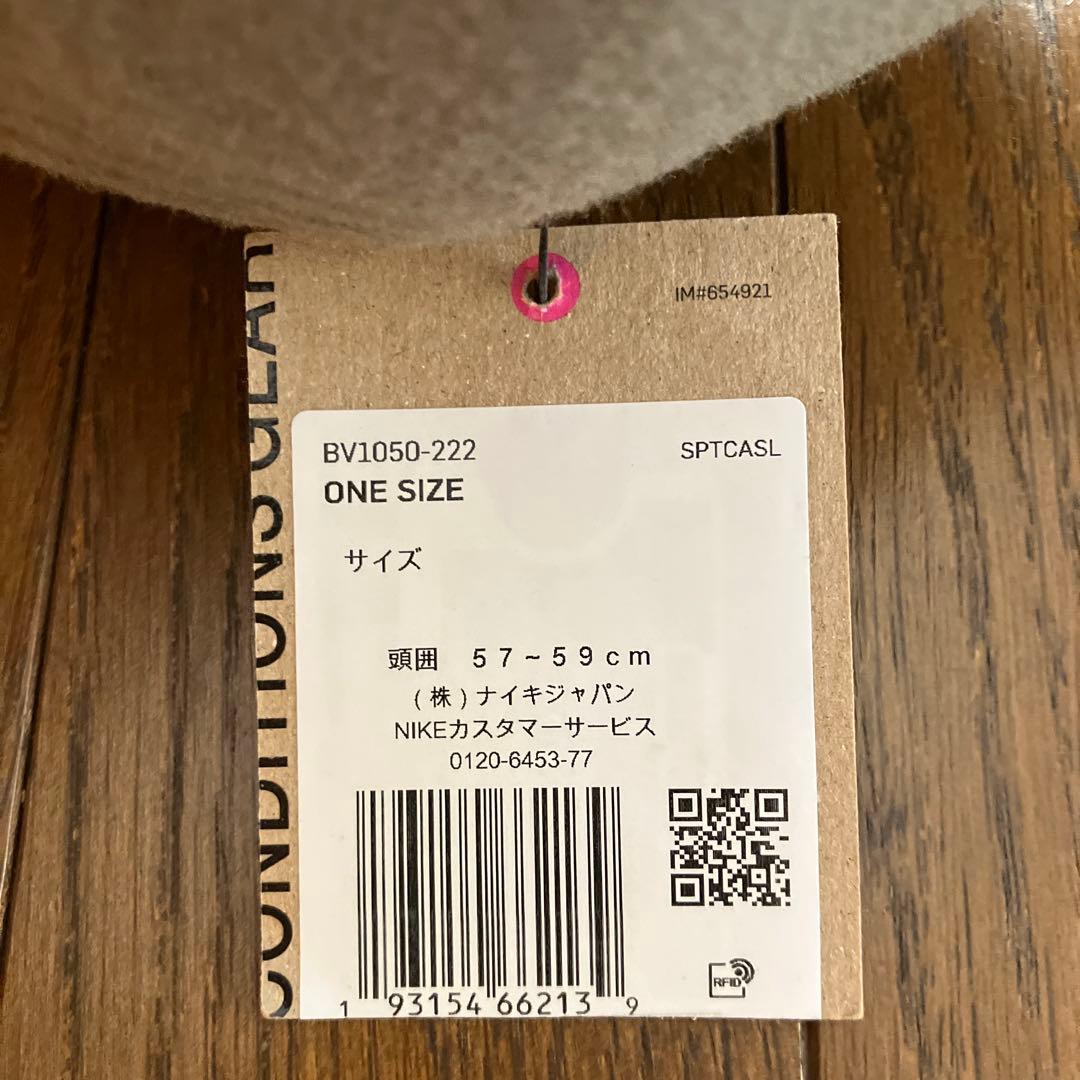 IM#654921
CONDITIONS GEAR
BV1050-222
SPTCASL
ONE SIZE
サイズ
頭囲 57~59cm
(株)ナイキジャパン
NIKEカスタマーサービス
0120-6453-77
1 93154 66213 9
RFID